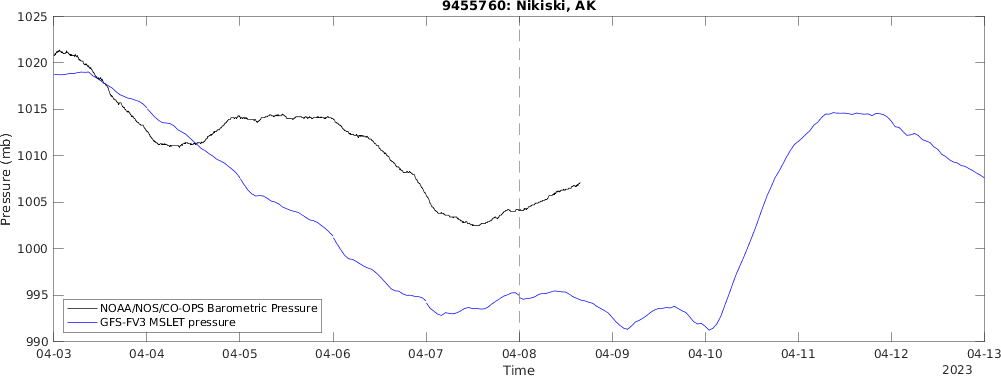 9455760: Nikiski, AK
1025
1020
1015
1010
1005
1000
995
990
Pressure (mb)
NOAA/NOS/CO-OPS Barometric Pressure
GFS-FV3 MSLET pressure
04-03 04-04 04-05 04-06 04-07 04-08 04-09 04-10 04-11 04-12 04-13
Time
2023